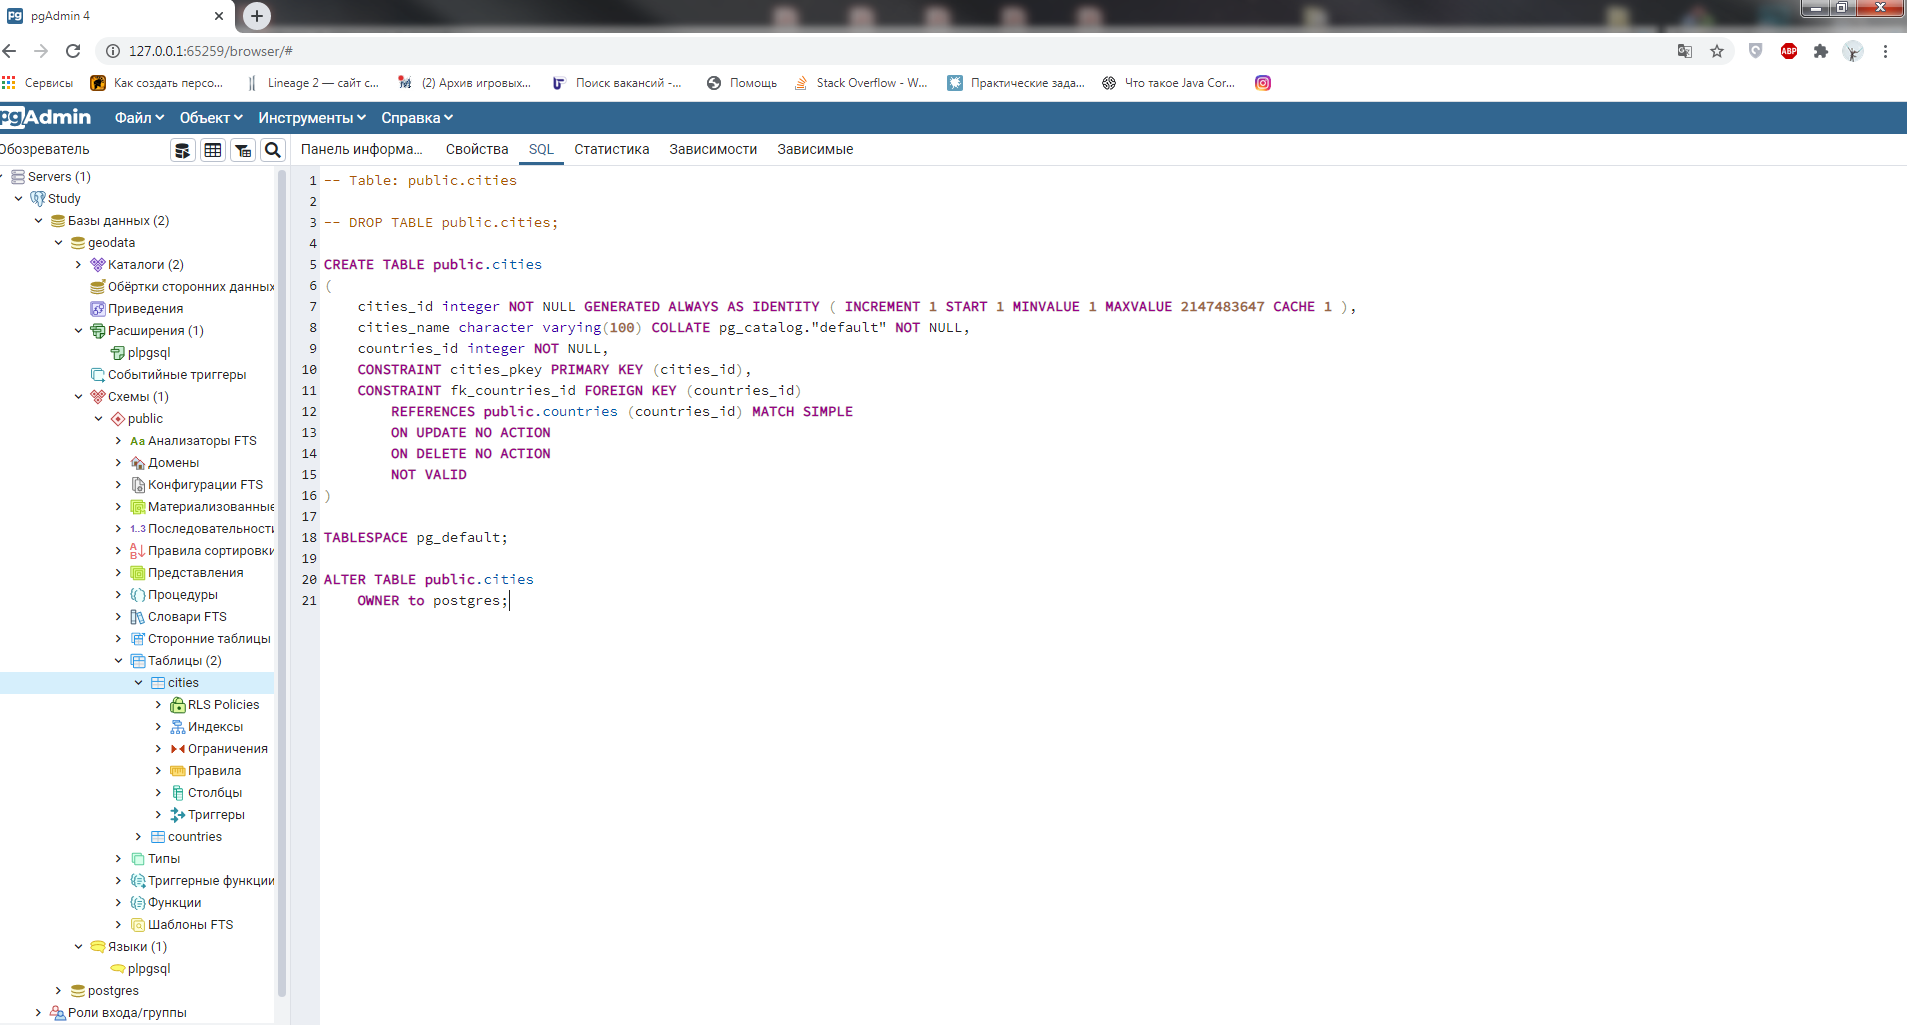 pgAdmin 4
127.0.0.1:65259/browser/#
Сервисы
Как создать персо...
Lineage 2 — сайт с...
(2) Архив игровых...
Поиск вакансий -...
Помощь
Stack Overflow - W...
Практические зада...
Что такое Java Cor...
pgAdmin
Файл
Объект
Инструменты
Справка
Обозреватель
Панель информа...
Свойства
SQL
Статистика
Зависимости
Зависимые
Servers (1)
Study
Базы данных (2)
geodata
Каталоги (2)
Обёртки сторонних данных
Приведения
Расширения (1)
plpgsql
Событийные триггеры
Схемы (1)
public
Aa Анализаторы FTS
Домены
Конфигурации FTS
Материализованные
1..3 Последовательности
Правила сортировки
Представления
Процедуры
Словари FTS
Сторонние таблицы
Таблицы (2)
cities
RLS Policies
Индексы
Ограничения
Правила
Столбцы
Триггеры
countries
Типы
Триггерные функции
Функции
Шаблоны FTS
Языки (1)
plpgsql
postgres
Роли входа/группы
1 -- Table: public.cities
2
3 -- DROP TABLE public.cities;
4
5 CREATE TABLE public.cities
6 (
7 cities_id integer NOT NULL GENERATED ALWAYS AS IDENTITY ( INCREMENT 1 START 1 MINVALUE 1 MAXVALUE 2147483647 CACHE 1 ),
8 cities_name character varying(100) COLLATE pg_catalog."default" NOT NULL,
9 countries_id integer NOT NULL,
10 CONSTRAINT cities_pkey PRIMARY KEY (cities_id),
11 CONSTRAINT fk_countries_id FOREIGN KEY (countries_id)
12 REFERENCES public.countries (countries_id) MATCH SIMPLE
13 ON UPDATE NO ACTION
14 ON DELETE NO ACTION
15 NOT VALID
16 )
17
18 TABLESPACE pg_default;
19
20 ALTER TABLE public.cities
21 OWNER to postgres;
ABP